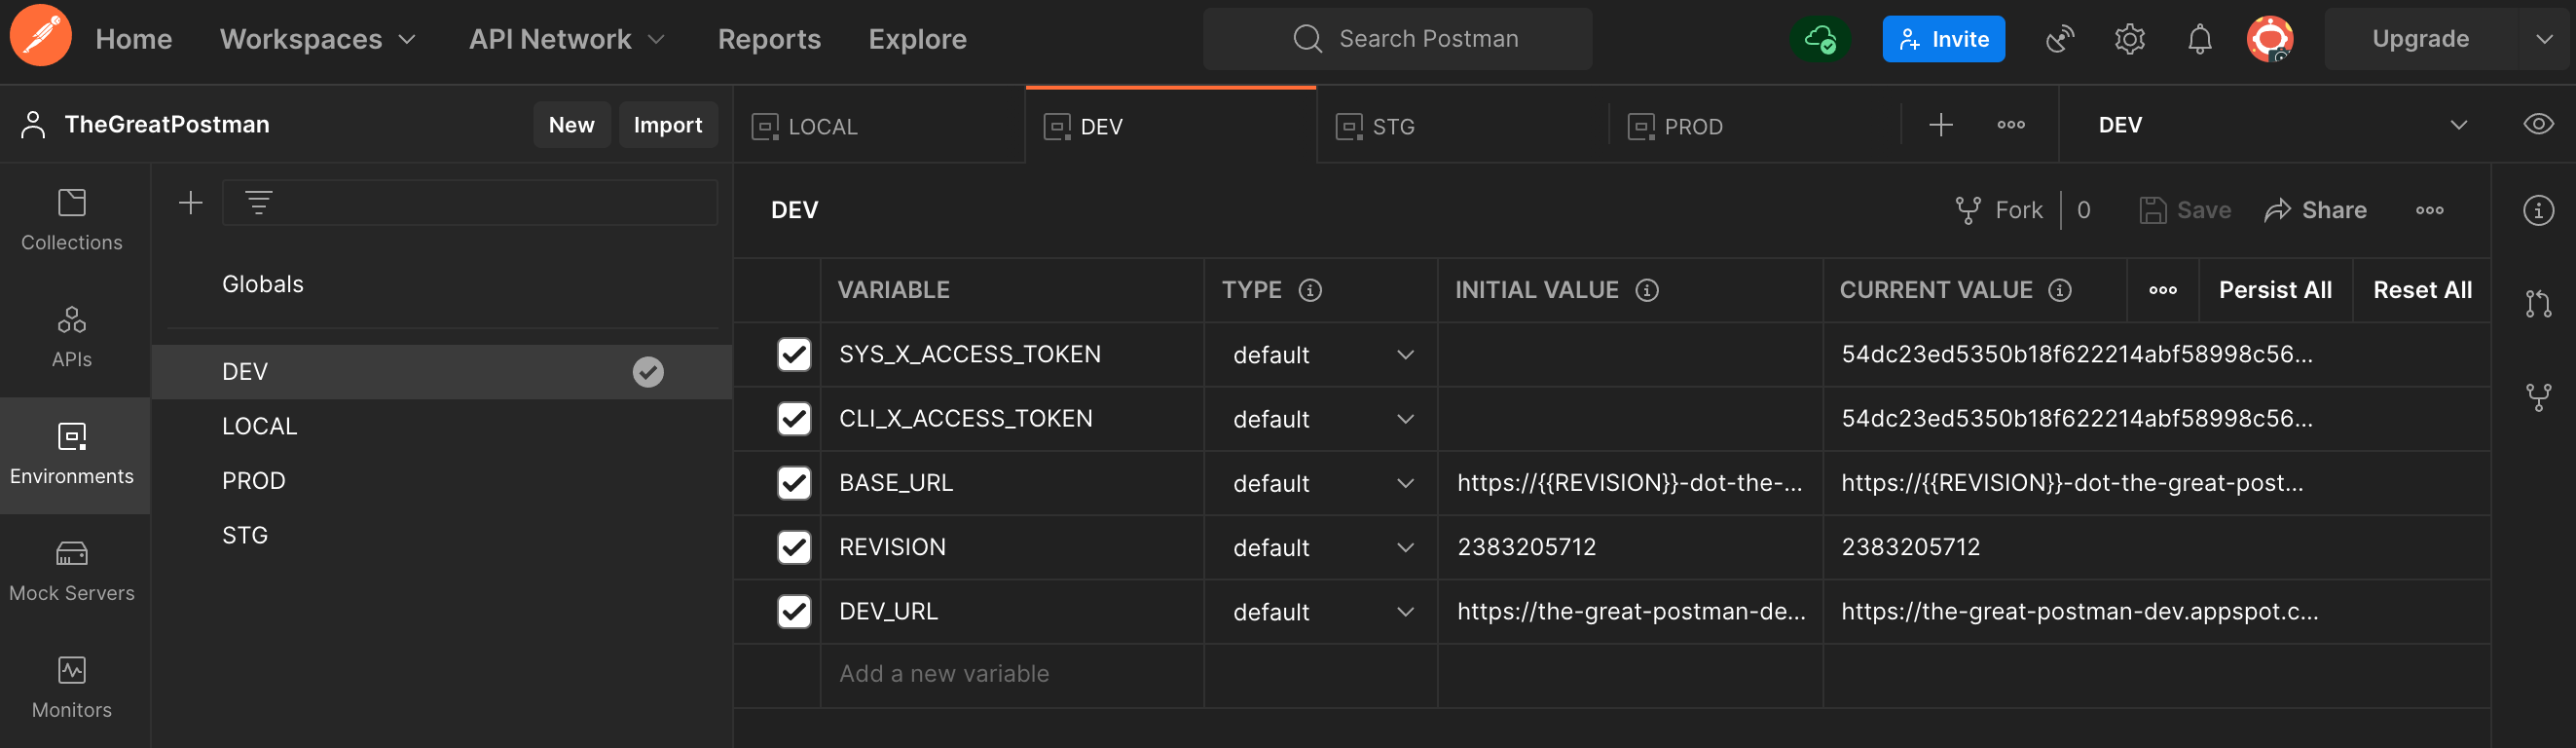 Home Workspaces API Network Reports Explore Search Postman Invite Upgrade
TheGreatPostman New Import LOCAL DEV STG PROD DEV
DEV Fork 0 Save Share
Collections
APIs
Environments
Mock Servers
Monitors
Globals
DEV
LOCAL
PROD
STG
VARIABLE TYPE INITIAL VALUE CURRENT VALUE Persist All Reset All
SYS_X_ACCESS_TOKEN default 54dc23ed5350b18f622214abf58998c56...
CLI_X_ACCESS_TOKEN default 54dc23ed5350b18f622214abf58998c56...
BASE_URL default https://{{REVISION}}-dot-the-... https://{{REVISION}}-dot-the-great-post...
REVISION default 2383205712 2383205712
DEV_URL default https://the-great-postman-de... https://the-great-postman-dev.appspot.c...
Add a new variable